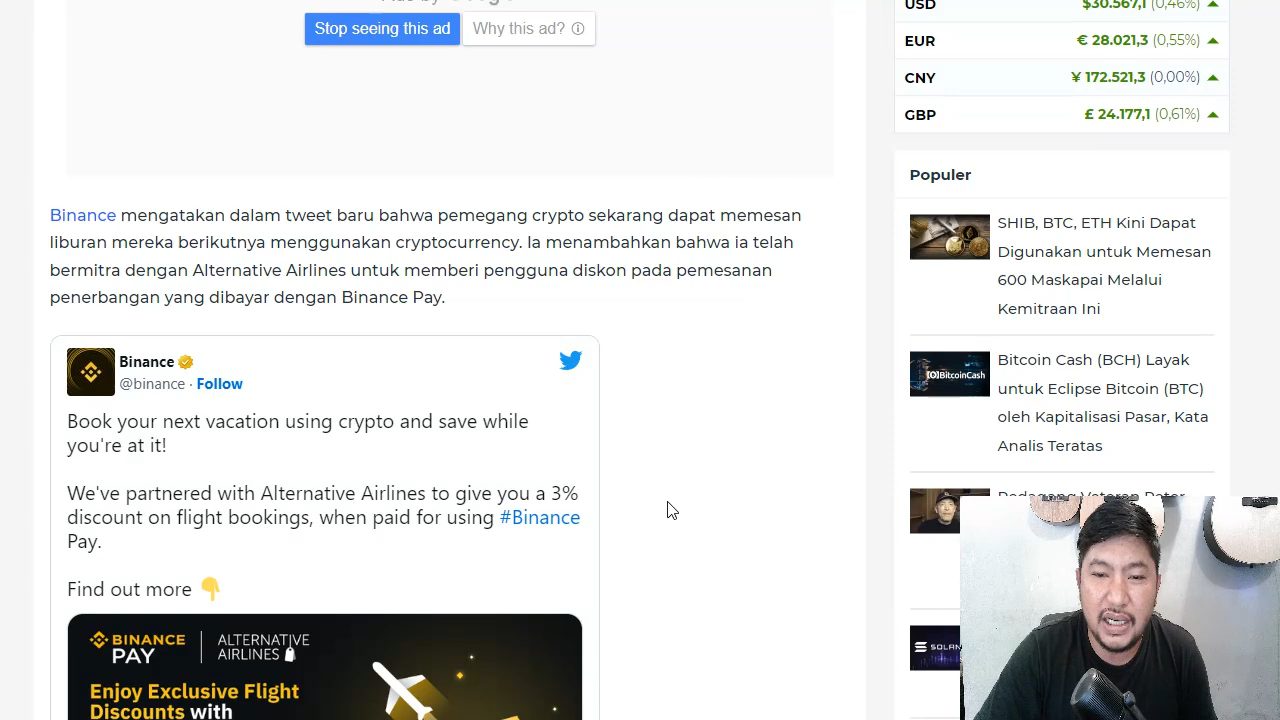 Stop seeing this ad
Why this ad?
Binance mengatakan dalam tweet baru bahwa pemegang crypto sekarang dapat memesan
liburan mereka berikutnya menggunakan cryptocurrency. Ia menambahkan bahwa ia telah
bermitra dengan Alternative Airlines untuk memberi pengguna diskon pada pemesanan
penerbangan yang dibayar dengan Binance Pay.
Binance
@binance · Follow
Book your next vacation using crypto and save while
you're at it!
We've partnered with Alternative Airlines to give you a 3%
discount on flight bookings, when paid for using #Binance
Pay.
Find out more 👇
BINANCE
PAY
ALTERNATIVE
AIRLINES
Enjoy Exclusive Flight
Discounts with
USD $30.567,1 (0,46%)
EUR € 28.021,3 (0,55%)
CNY ¥ 172.521,3 (0,00%)
GBP £ 24.177,1 (0,61%)
Populer
SHIB, BTC, ETH Kini Dapat
Digunakan untuk Memesan
600 Maskapai Melalui
Kemitraan Ini
BitcoinCash
Bitcoin Cash (BCH) Layak
untuk Eclipse Bitcoin (BTC)
oleh Kapitalisasi Pasar, Kata
Analis Teratas